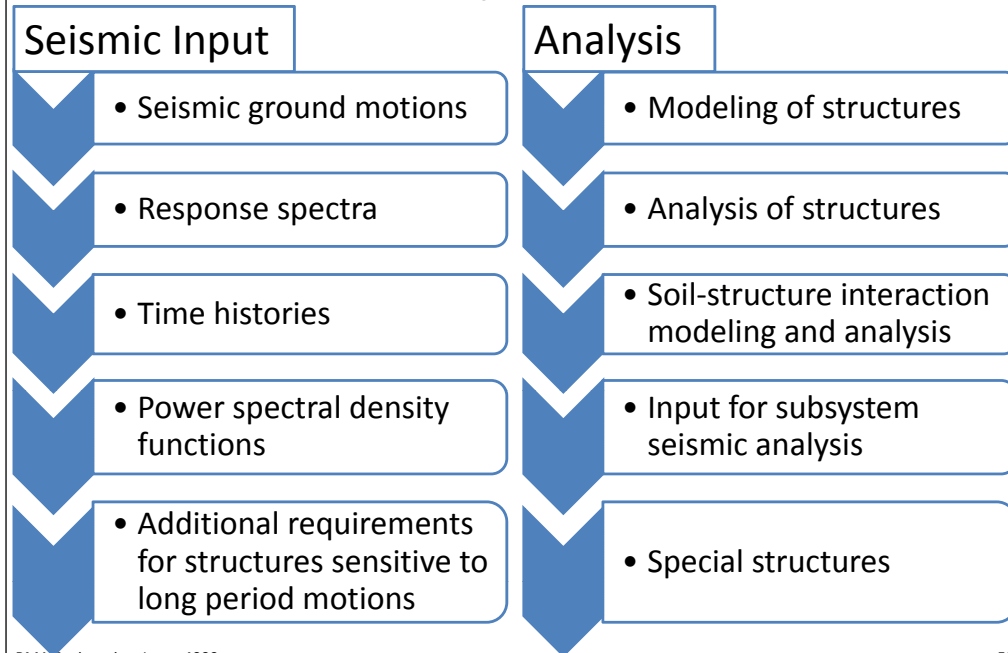 Seismic Input
• Seismic ground motions
• Response spectra
• Time histories
• Power spectral density
functions
• Additional requirements
for structures sensitive to
long period motions
Analysis
• Modeling of structures
• Analysis of structures
• Soil-structure interaction
modeling and analysis
• Input for subsystem
seismic analysis
• Special structures